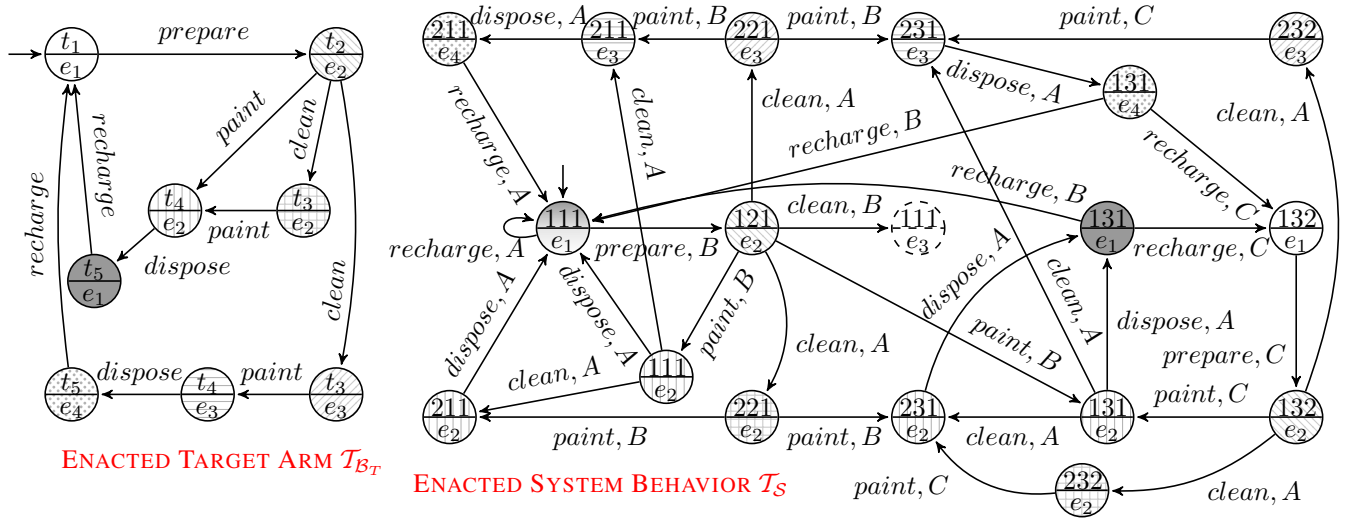 t₁
e₁
prepare
t₂
e₂
paint
clean
recharge
recharge
t₄
e₂
paint
t₃
e₂
dispose
t₅
e₁
clean
t₅
e₄
dispose
t₄
e₃
paint
t₃
e₃
ENACTED TARGET ARM 𝒯_{ℬ_T}
211
e₄
dispose, A
211
e₃
paint, B
221
e₃
paint, B
231
e₃
paint, C
232
e₃
dispose, A
131
e₄
recharge, A
clean, A
clean, A
recharge, B
recharge, C
clean, A
111
e₁
recharge, A
prepare, B
121
e₂
clean, B
111
e₃
recharge, B
131
e₁
recharge, C
132
e₁
dispose, A
dispose, A
paint, B
clean, A
paint, B
dispose, A
clean, A
dispose, A
prepare, C
clean, A
111
e₂
211
e₂
paint, B
221
e₂
paint, B
231
e₂
clean, A
131
e₂
paint, C
132
e₂
paint, C
232
e₂
clean, A
ENACTED SYSTEM BEHAVIOR 𝒯_𝒮